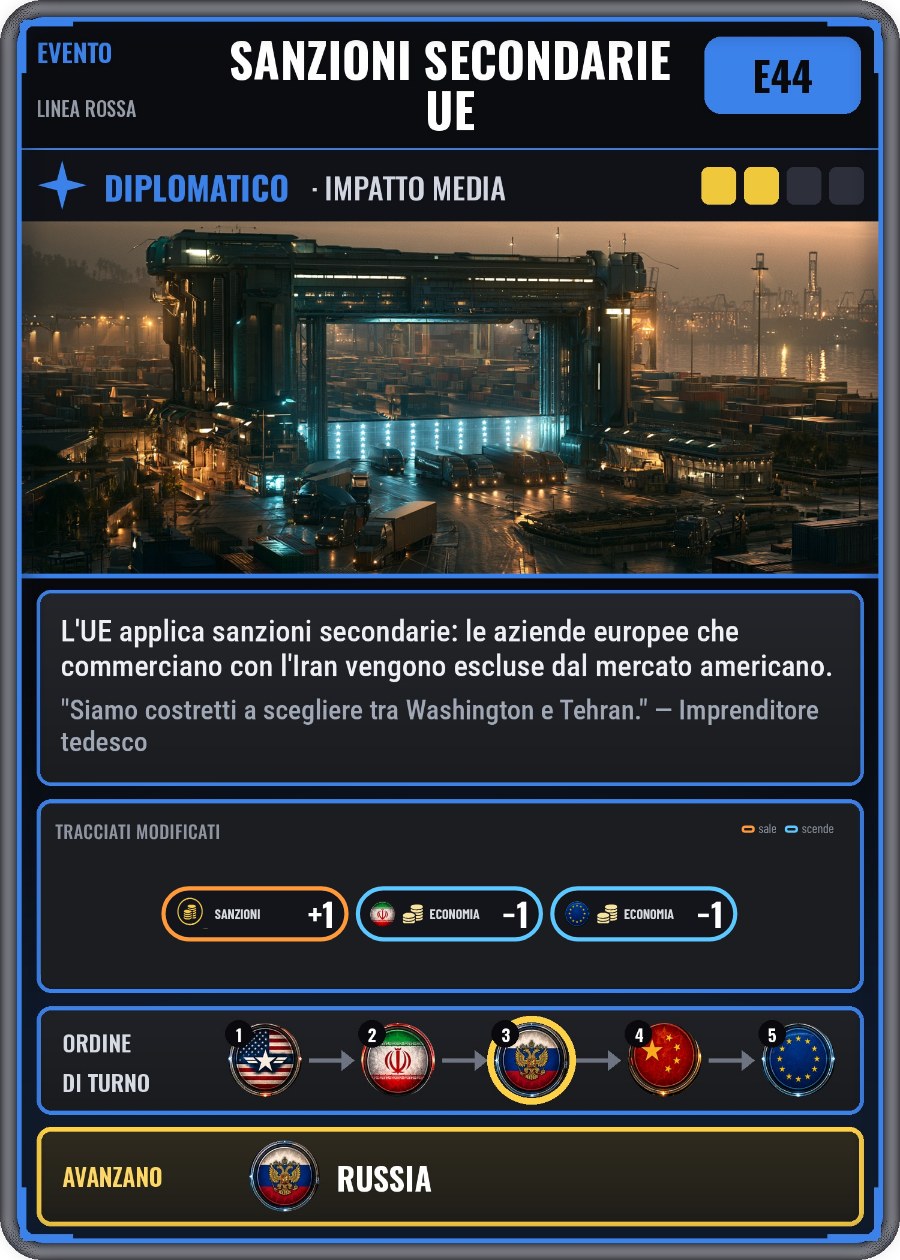 EVENTO
LINEA ROSSA
SANZIONI SECONDARIE
UE
E44
DIPLOMATICO · IMPATTO MEDIA
L'UE applica sanzioni secondarie: le aziende europee che
commerciano con l'Iran vengono escluse dal mercato americano.
"Siamo costretti a scegliere tra Washington e Tehran." — Imprenditore
tedesco
TRACCIATI MODIFICATI
sale scende
SANZIONI +1
ECONOMIA -1
ECONOMIA -1
ORDINE
DI TURNO
1 2 3 4 5
AVANZANO RUSSIA